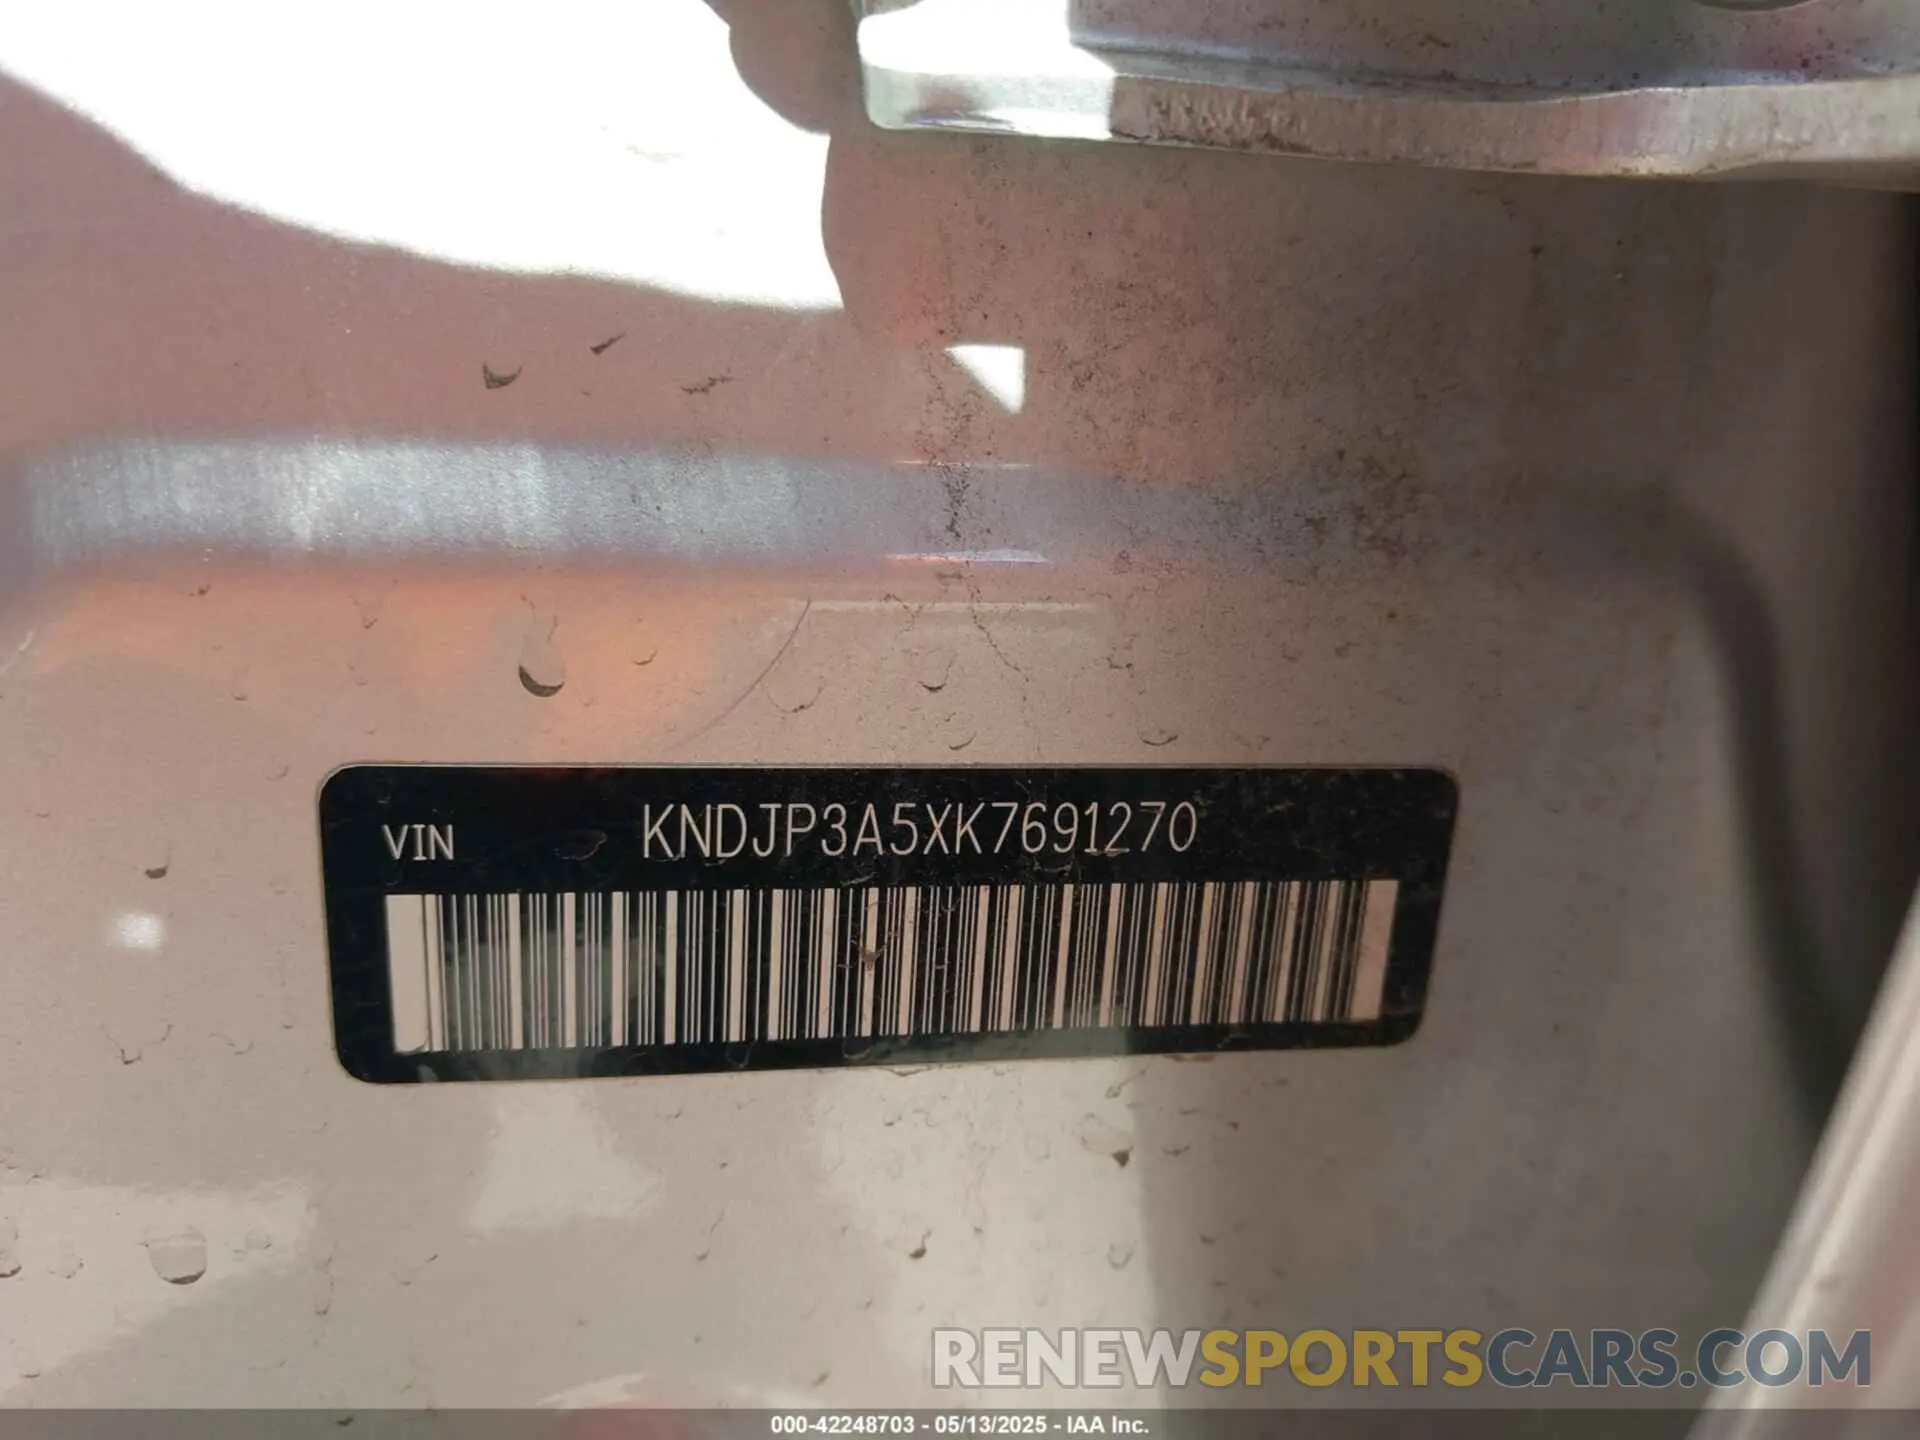 VIN KNDJP3A5XK7691270
RENEWSPORTSCARS.COM
000-42248703 - 05/13/2025 - IAA Inc.